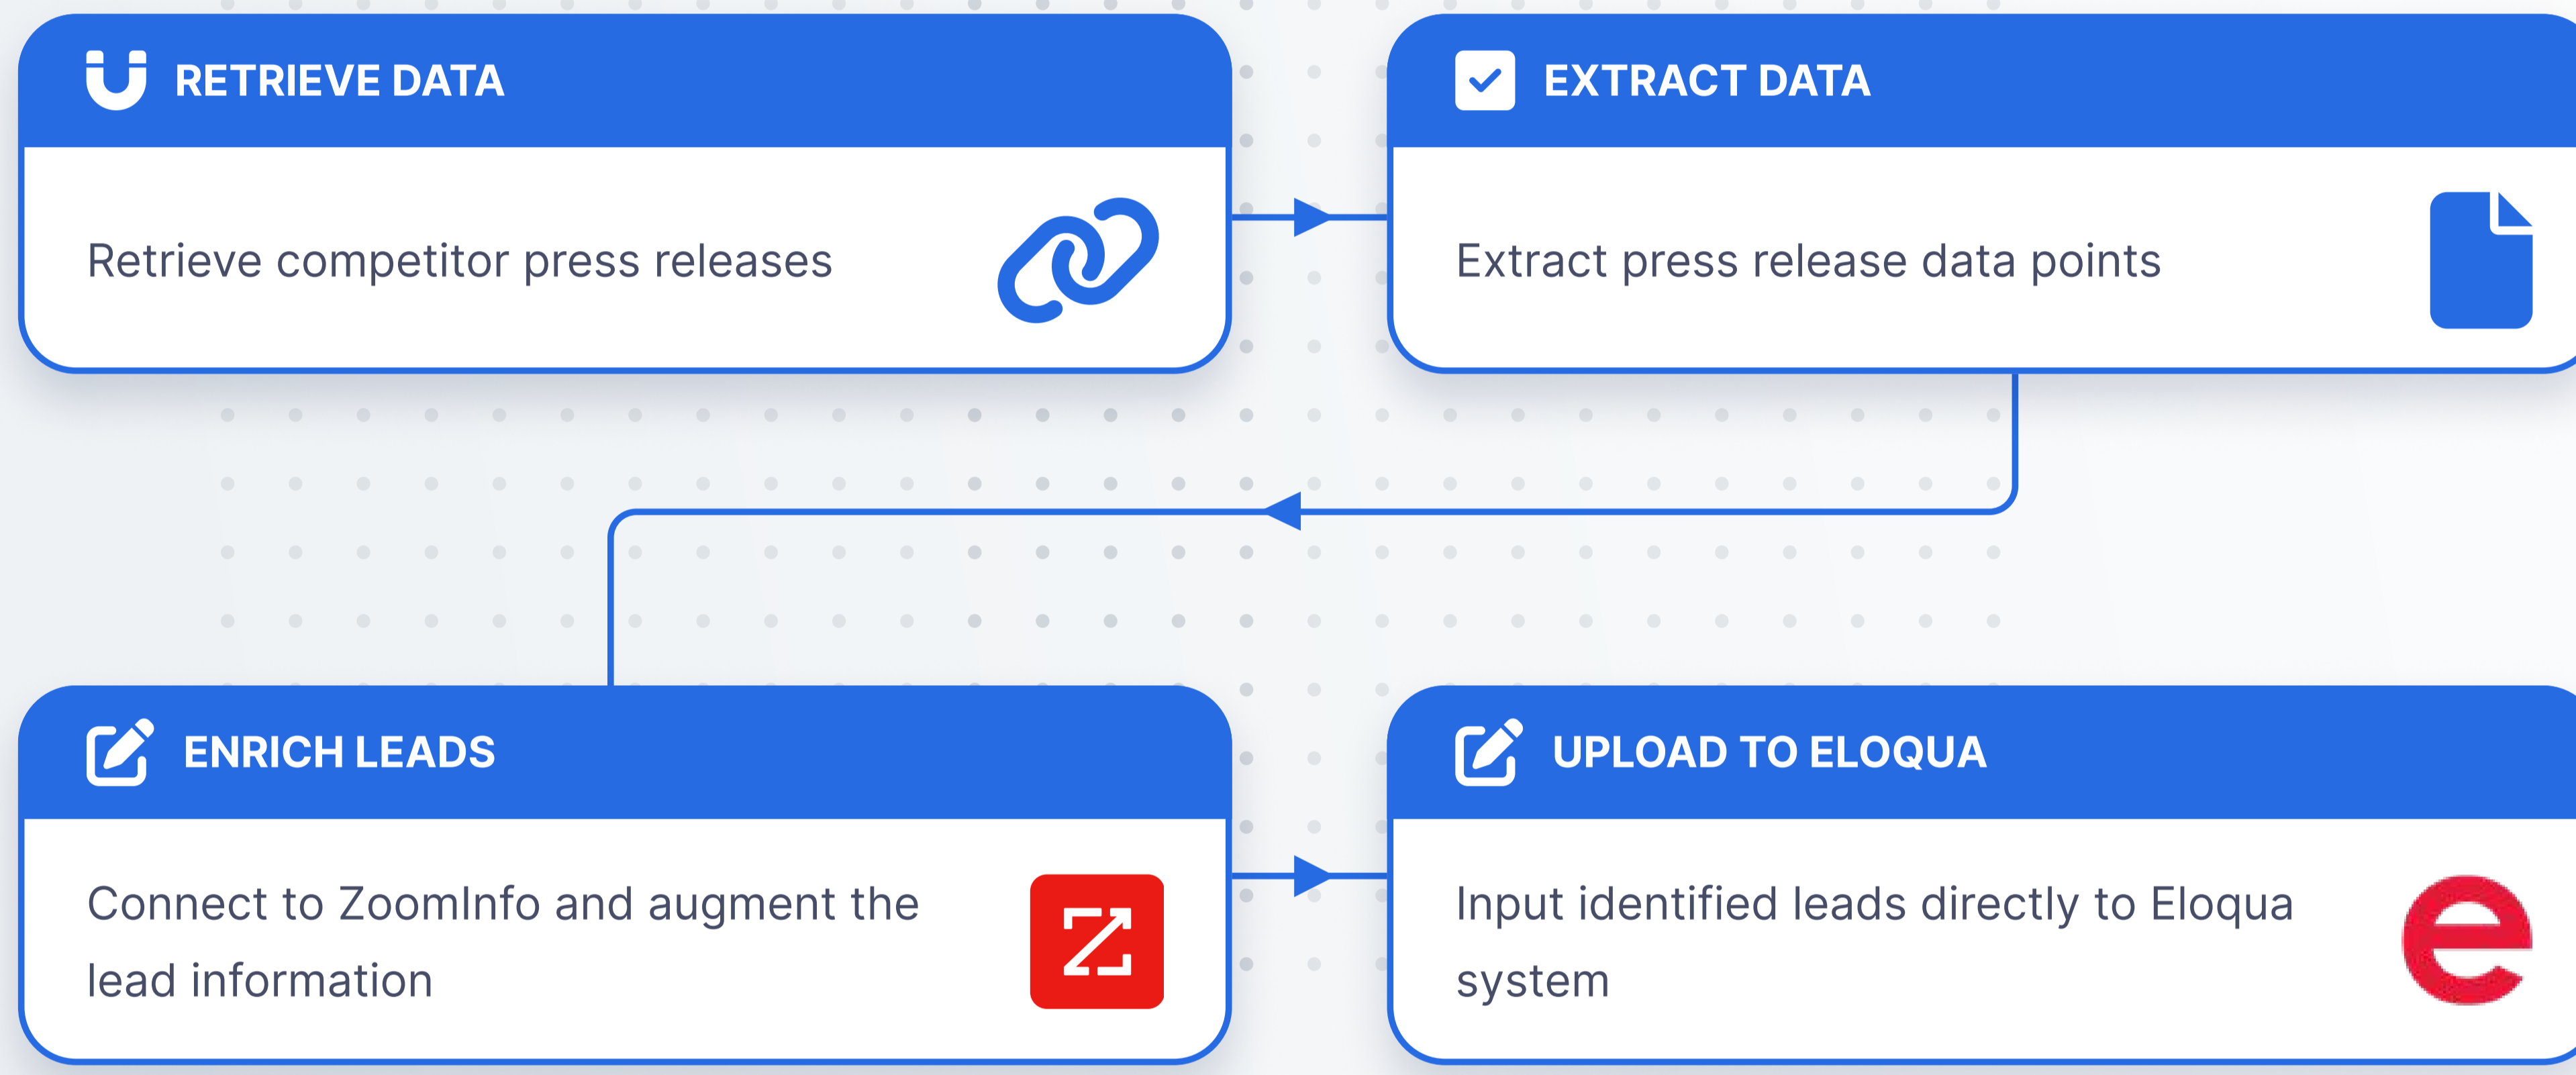 RETRIEVE DATA
Retrieve competitor press releases
EXTRACT DATA
Extract press release data points
ENRICH LEADS
Connect to ZoomInfo and augment the
lead information
UPLOAD TO ELOQUA
Input identified leads directly to Eloqua
system